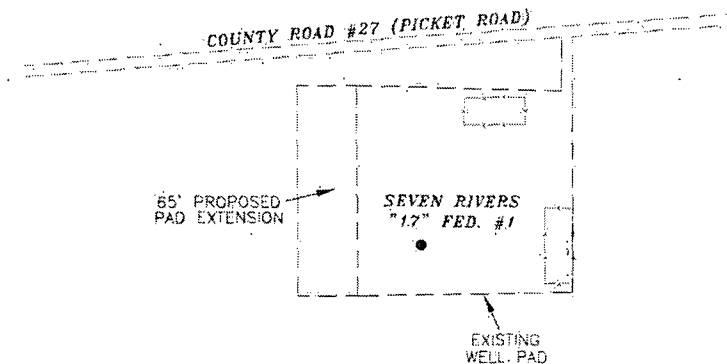 COUNTY ROAD #27 (PICKET ROAD)
65' PROPOSED
PAD EXTENSION
SEVEN RIVERS
"17" FED. #1
EXISTING
WELL PAD